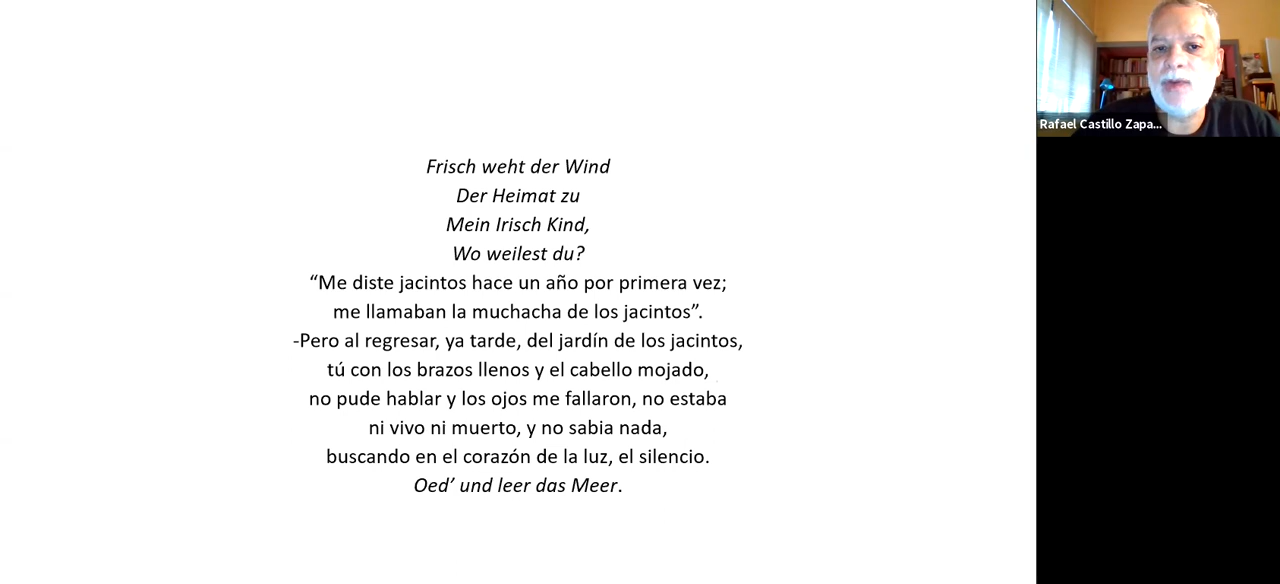 Frisch weht der Wind
Der Heimat zu
Mein Irisch Kind,
Wo weilest du?
“Me diste jacintos hace un año por primera vez;
me llamaban la muchacha de los jacintos”.
-Pero al regresar, ya tarde, del jardín de los jacintos,
tú con los brazos llenos y el cabello mojado,
no pude hablar y los ojos me fallaron, no estaba
ni vivo ni muerto, y no sabia nada,
buscando en el corazón de la luz, el silencio.
Oed’ und leer das Meer.
Rafael Castillo Zapa...